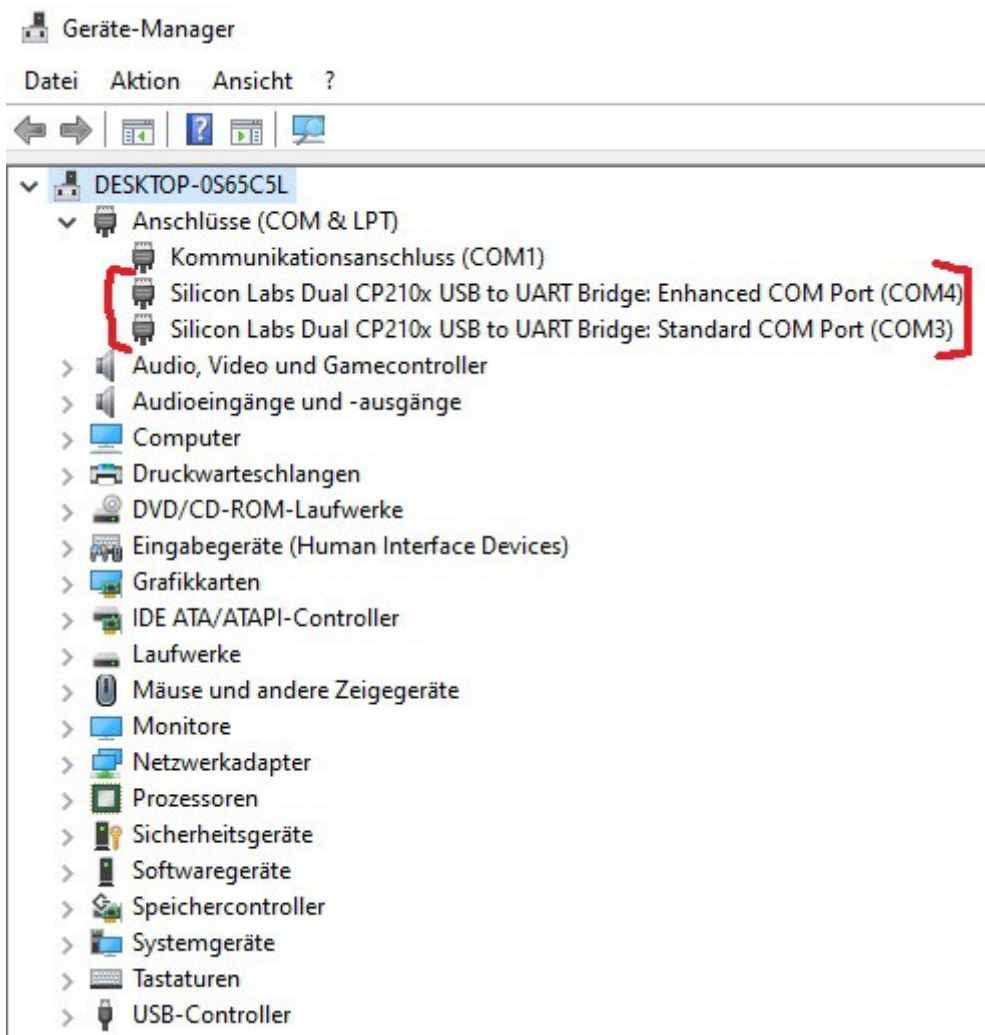 Geräte-Manager
Datei Aktion Ansicht ?
DESKTOP-0S65C5L
Anschlüsse (COM & LPT)
Kommunikationsanschluss (COM1)
Silicon Labs Dual CP210x USB to UART Bridge: Enhanced COM Port (COM4)
Silicon Labs Dual CP210x USB to UART Bridge: Standard COM Port (COM3)
Audio, Video und Gamecontroller
Audioeingänge und -ausgänge
Computer
Druckwarteschlangen
DVD/CD-ROM-Laufwerke
Eingabegeräte (Human Interface Devices)
Grafikkarten
IDE ATA/ATAPI-Controller
Laufwerke
Mäuse und andere Zeigegeräte
Monitore
Netzwerkadapter
Prozessoren
Sicherheitsgeräte
Softwaregeräte
Speichercontroller
Systemgeräte
Tastaturen
USB-Controller